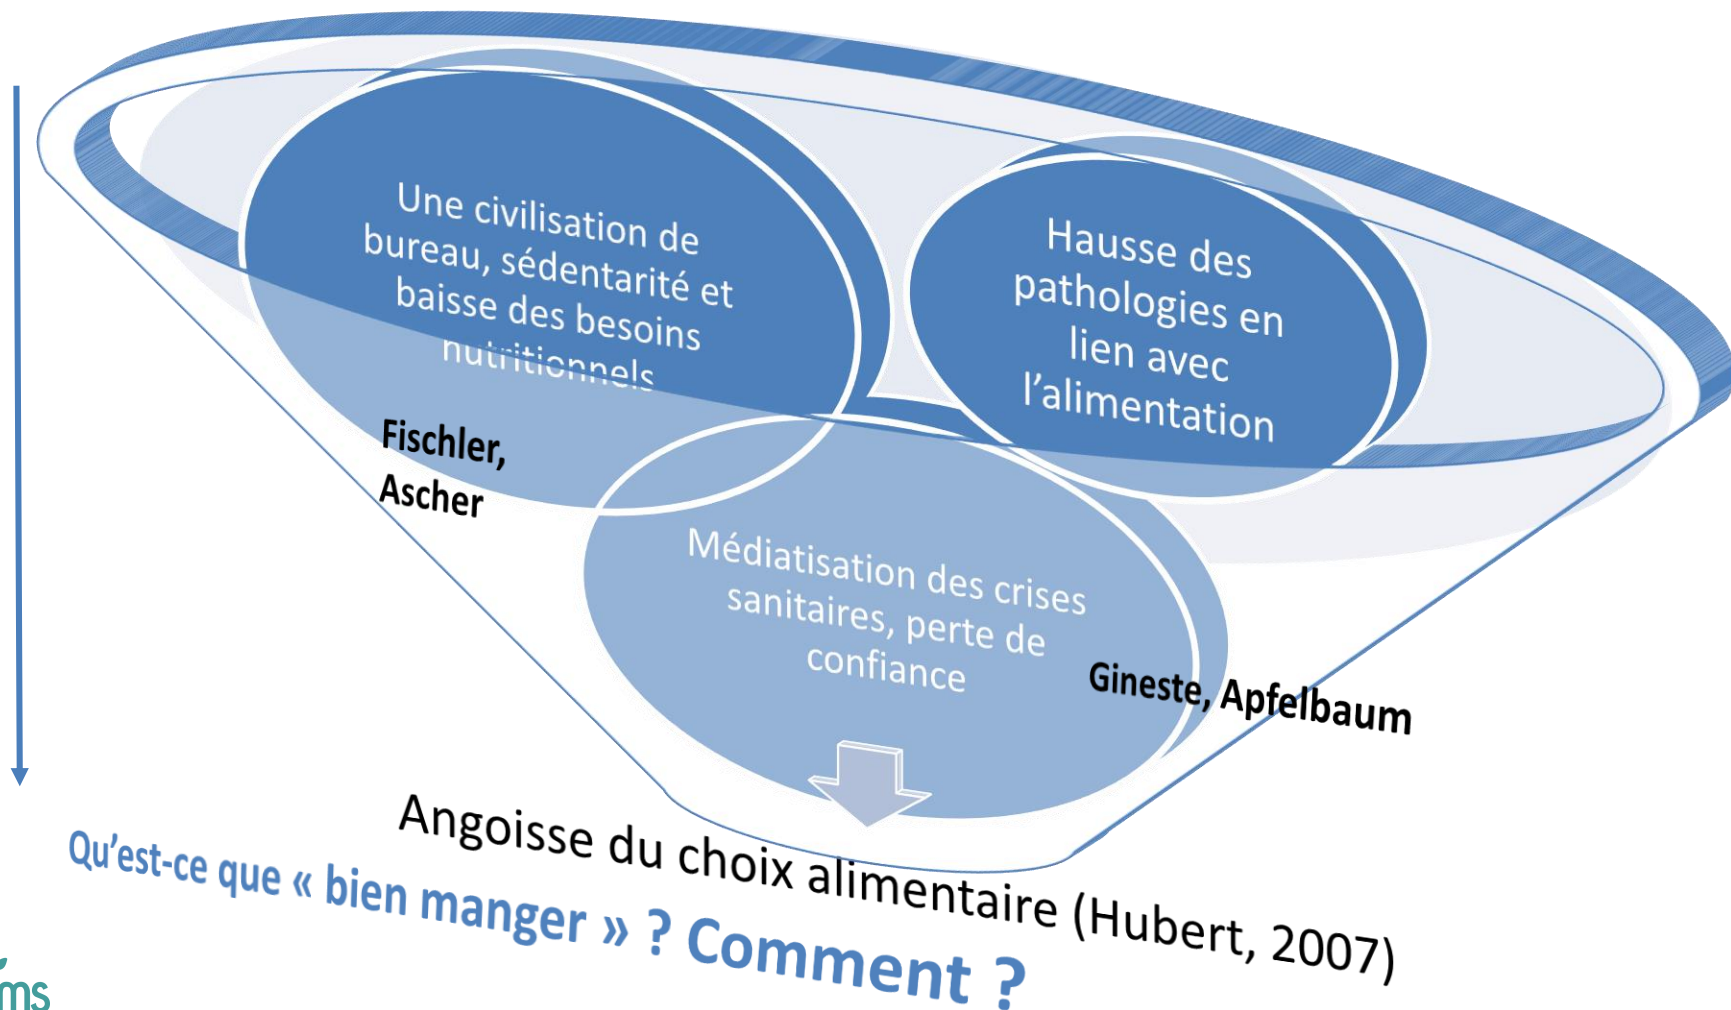 Une civilisation de
bureau, sédentarité et
baisse des besoins
nutritionnels
Hausse des
pathologies en
lien avec
l'alimentation
Fischler,
Ascher
Médiatisation des crises
sanitaires, perte de
confiance
Gineste, Apfelbaum
Angoisse du choix alimentaire (Hubert, 2007)
Qu'est-ce que « bien manger » ? Comment ?